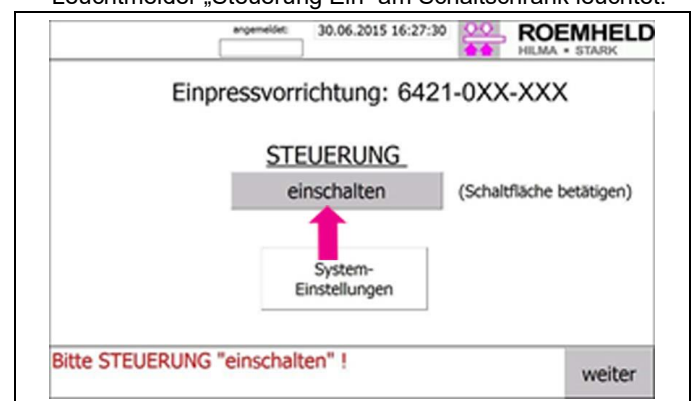 Leuchtmelder „Steuerung Ein“ am Schaltschrank leuchtet.
angemeldet: 30.06.2015 16:27:30 ROEMHELD
HILMA • STARK
Einpressvorrichtung: 6421-0XX-XXX
STEUERUNG
einschalten (Schaltfläche betätigen)
System-
Einstellungen
Bitte STEUERUNG "einschalten" !
weiter